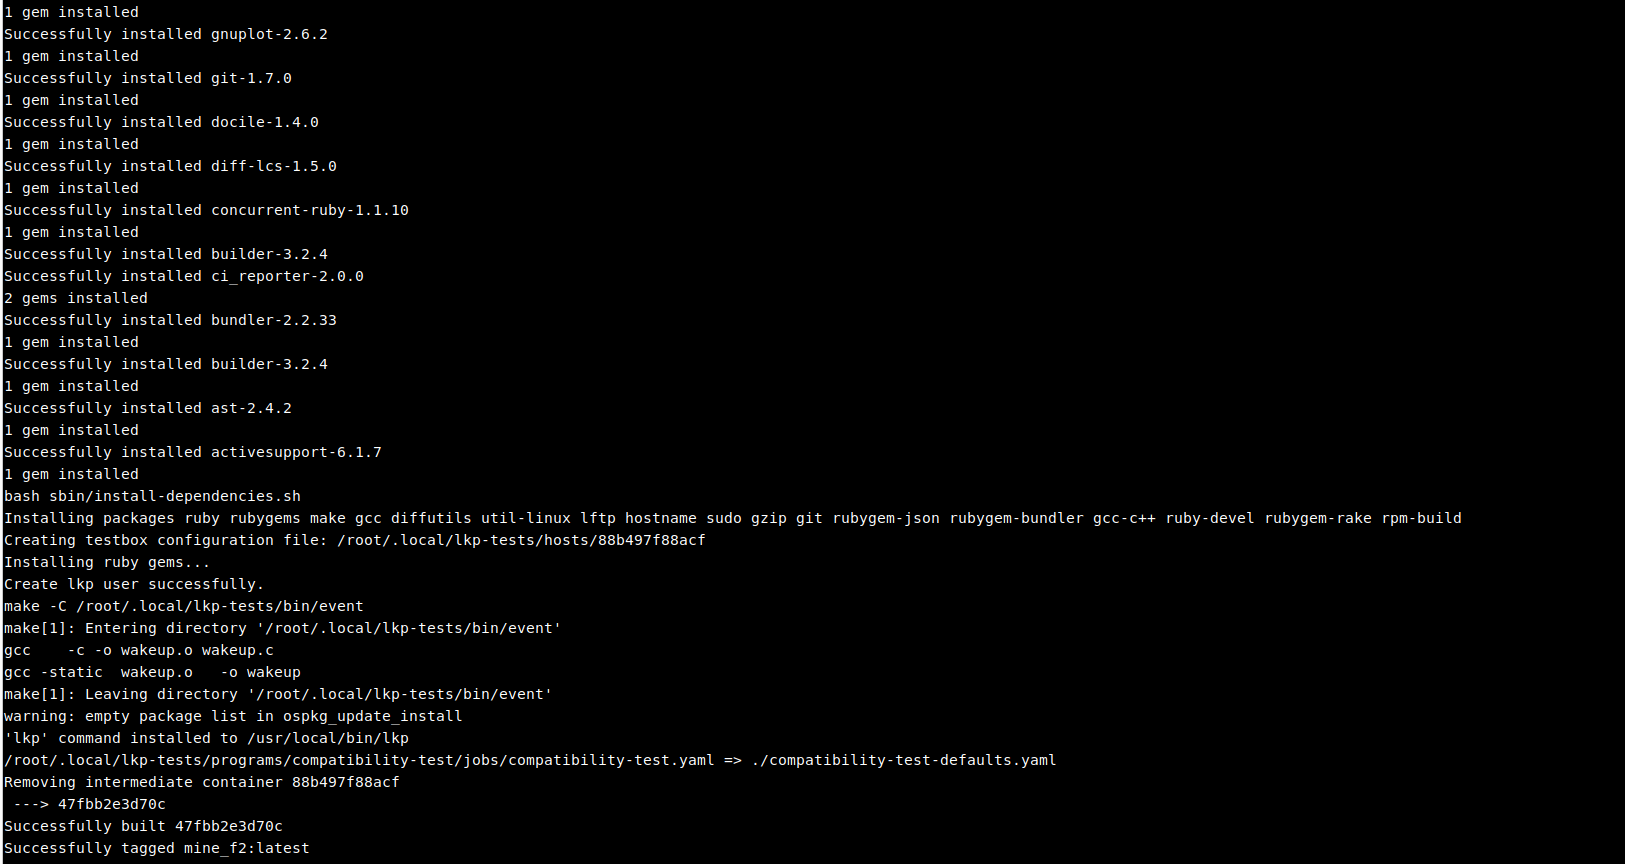 1 gem installed
Successfully installed gnuplot-2.6.2
1 gem installed
Successfully installed git-1.7.0
1 gem installed
Successfully installed docile-1.4.0
1 gem installed
Successfully installed diff-lcs-1.5.0
1 gem installed
Successfully installed concurrent-ruby-1.1.10
1 gem installed
Successfully installed builder-3.2.4
Successfully installed ci_reporter-2.0.0
2 gems installed
Successfully installed bundler-2.2.33
1 gem installed
Successfully installed builder-3.2.4
1 gem installed
Successfully installed ast-2.4.2
1 gem installed
Successfully installed activesupport-6.1.7
1 gem installed
bash sbin/install-dependencies.sh
Installing packages ruby rubygems make gcc diffutils util-linux lftp hostname sudo gzip git rubygem-json rubygem-bundler gcc-c++ ruby-devel rubygem-rake rpm-build
Creating testbox configuration file: /root/.local/lkp-tests/hosts/88b497f88acf
Installing ruby gems...
Create lkp user successfully.
make -C /root/.local/lkp-tests/bin/event
make[1]: Entering directory '/root/.local/lkp-tests/bin/event'
gcc    -c -o wakeup.o wakeup.c
gcc -static  wakeup.o   -o wakeup
make[1]: Leaving directory '/root/.local/lkp-tests/bin/event'
warning: empty package list in ospkg_update_install
'lkp' command installed to /usr/local/bin/lkp
/root/.local/lkp-tests/programs/compatibility-test/jobs/compatibility-test.yaml => ./compatibility-test-defaults.yaml
Removing intermediate container 88b497f88acf
 ---> 47fbb2e3d70c
Successfully built 47fbb2e3d70c
Successfully tagged mine_f2:latest